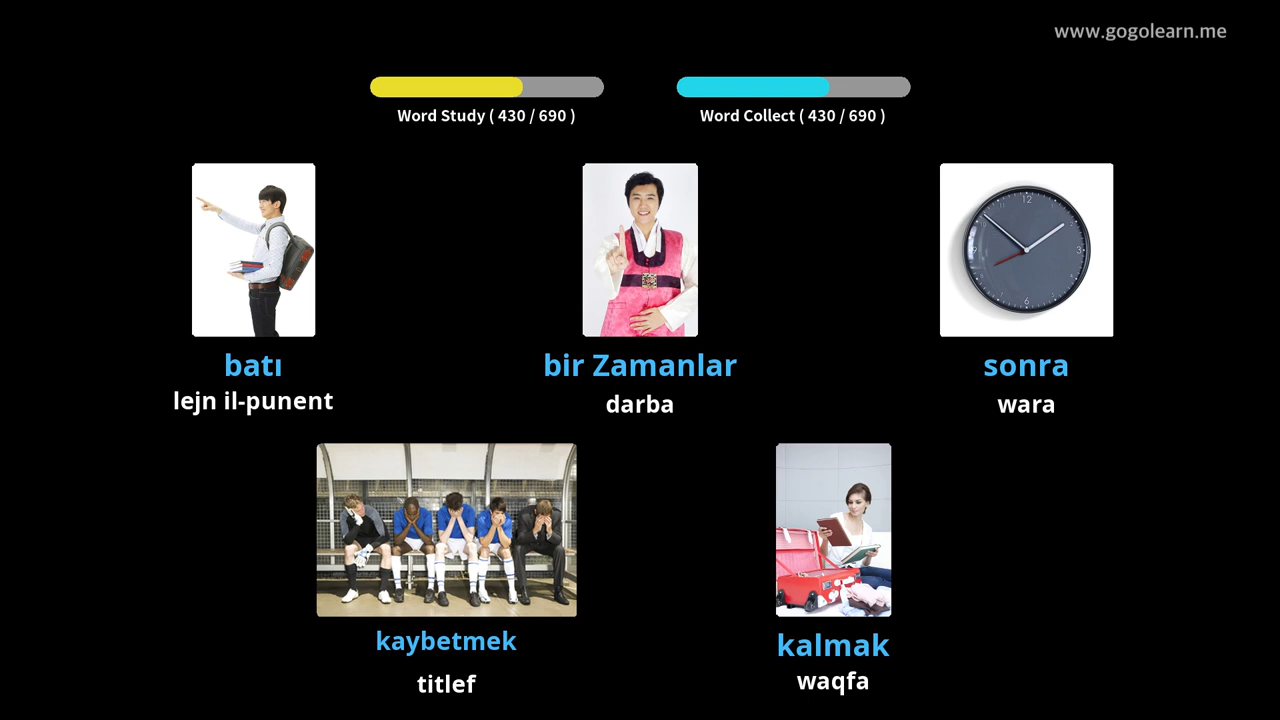 www.gogolearn.me
Word Study ( 430 / 690 )
Word Collect ( 430 / 690 )
batı
lejn il-punent
bir Zamanlar
darba
sonra
wara
kaybetmek
titlef
kalmak
waqfa